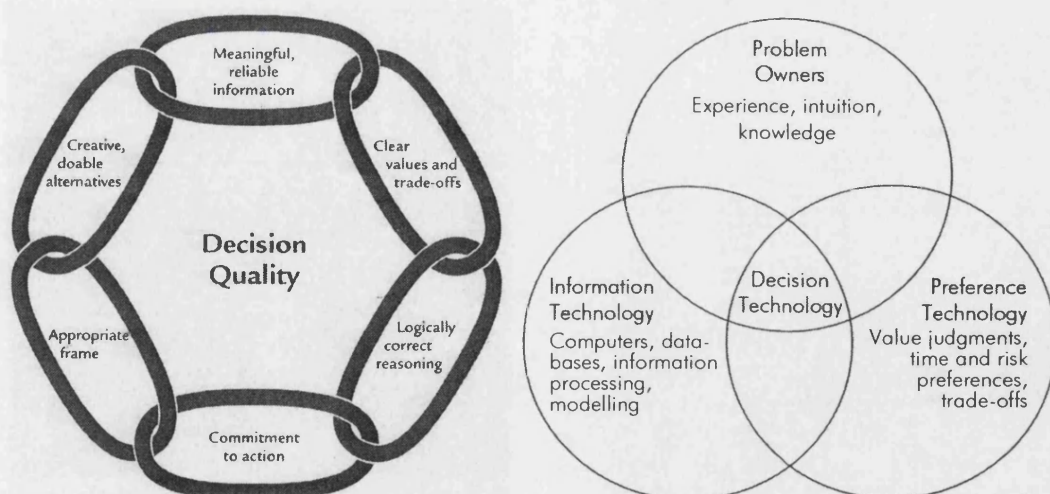 Meaningful,
reliable
information
Creative,
doable
alternatives
Clear
values and
trade-offs
Decision
Quality
Appropriate
frame
Logically
correct
reasoning
Commitment
to action
Problem
Owners
Experience, intuition,
knowledge
Information
Technology
Computers, data-
bases, information
processing,
modelling
Decision
Technology
Preference
Technology
Value judgments,
time and risk
preferences,
trade-offs